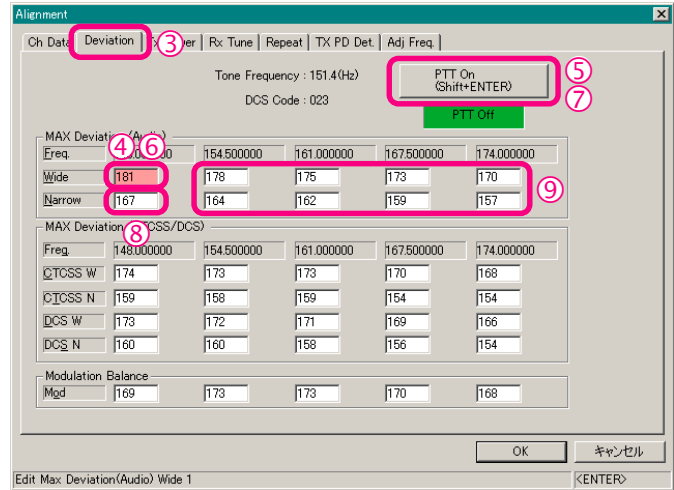 Alignment
Ch Data Deviation ③ er Rx Tune Repeat TX PD Det. Adj Freq.
Tone Frequency : 151.4(Hz)
PTT On
(Shift+ENTER)
⑤
DCS Code : 023
⑦
PTT Off
MAX Deviation (Audio)
④ ⑥
Freq. 154.500000 161.000000 167.500000 174.000000
Wide 181 178 175 173 170
Narrow 167 164 162 159 157
⑨
⑧
MAX Deviation CSS/DCS)
Freq. 148.000000 154.500000 161.000000 167.500000 174.000000
CTCSS W 174 173 173 170 168
CTCSS N 159 158 159 154 154
DCS W 173 172 171 169 166
DCS N 160 160 158 156 154
Modulation Balance
Mod 169 173 173 170 168
OK キャンセル
Edit Max Deviation(Audio) Wide 1 <ENTER>